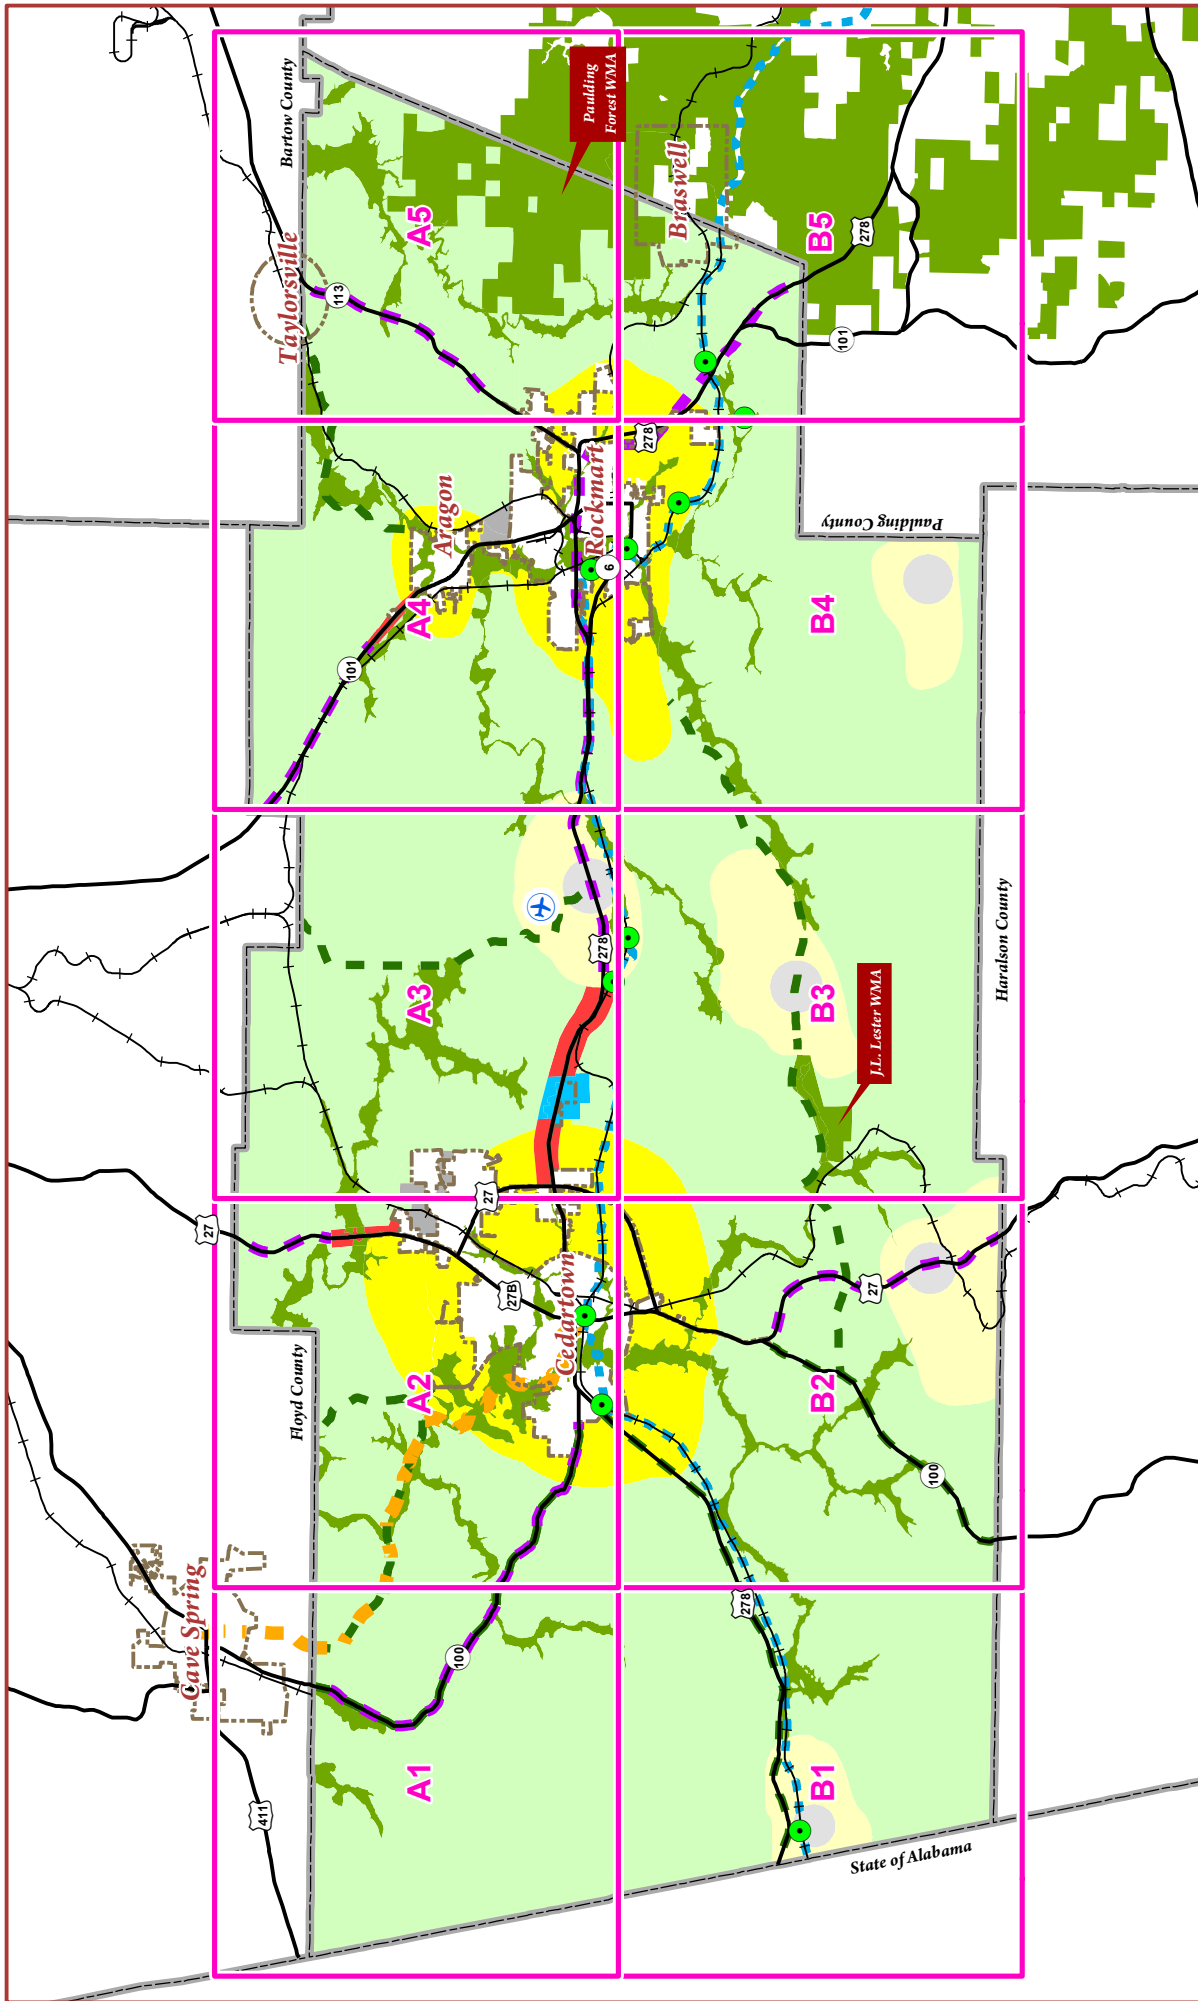 Cave Spring
27
411
Floyd County
Taylorsville
Bartow County
113
101
A1
A2
A3
A4
A5
Aragon
100
27
27B
Cedartown
Rockmart
Paulding
Forest WMA
278
6
278
Braswell
278
B1
B2
B3
B4
B5
101
278
27
J.L. Lester WMA
Paulding County
State of Alabama
100
Haralson County